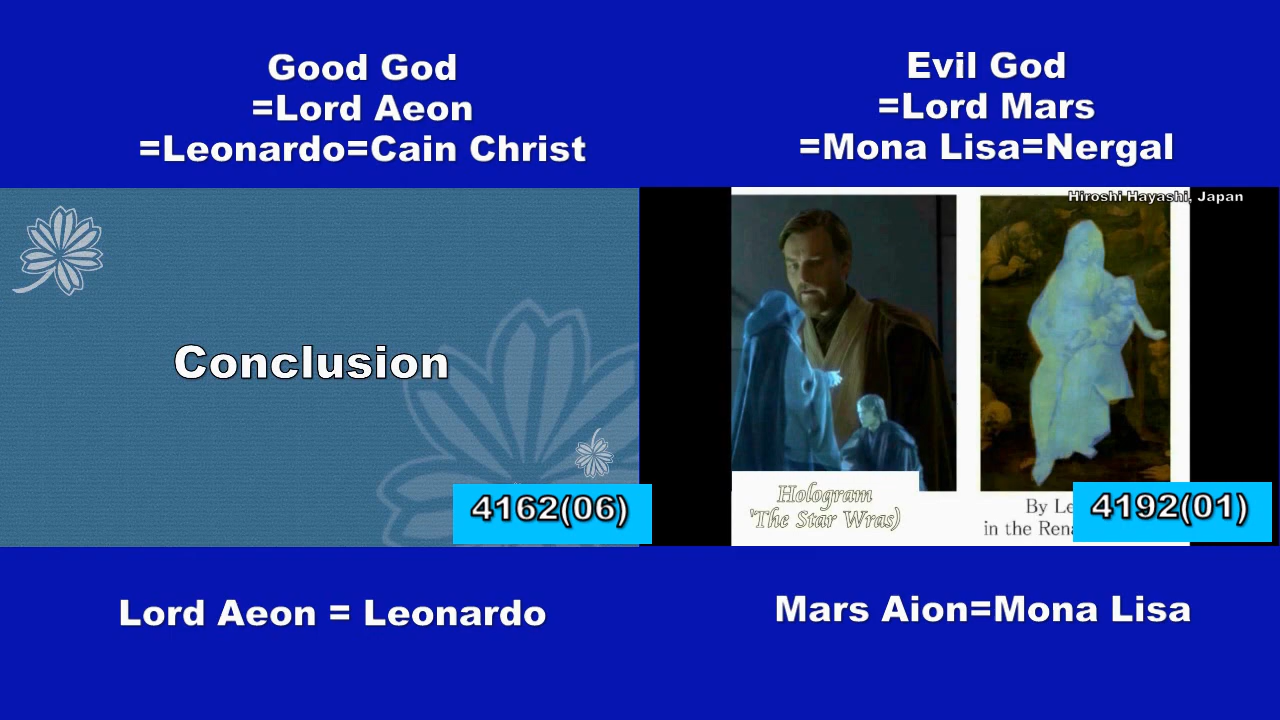 Good God
=Lord Aeon
=Leonardo=Cain Christ
Evil God
=Lord Mars
=Mona Lisa=Nergal
Hiroshi Hayashi, Japan
Conclusion
4162(06)
Hologram
'The Star Wras)
By Le
in the Rena
4192(01)
Lord Aeon = Leonardo
Mars Aion=Mona Lisa